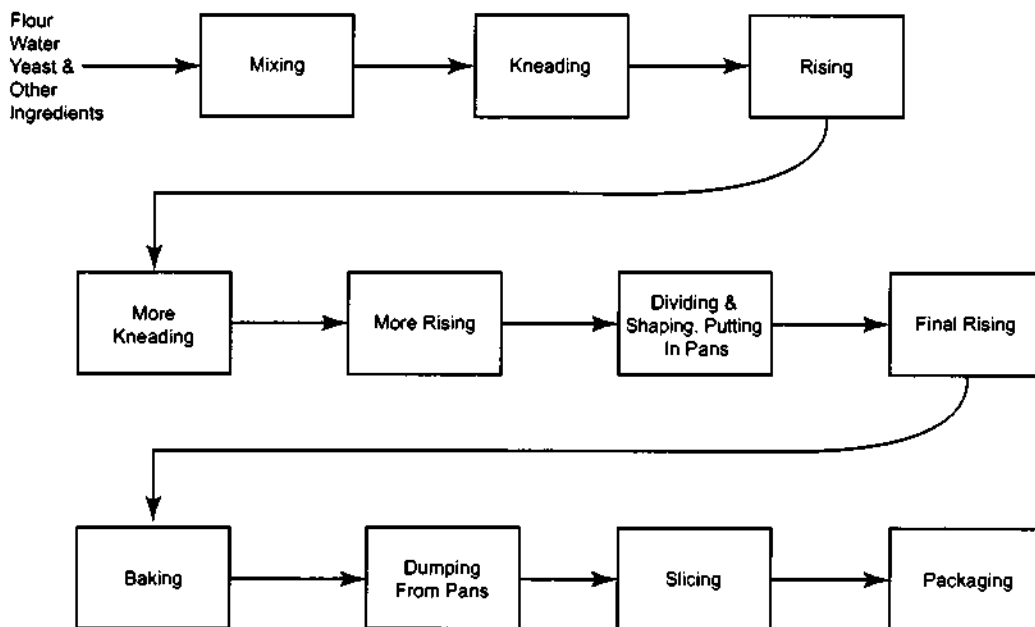 Flour
Water
Yeast &
Other
Ingredients
Mixing
Kneading
Rising
More
Kneading
More Rising
Dividing &
Shaping, Putting
In Pans
Final Rising
Baking
Dumping
From Pans
Slicing
Packaging